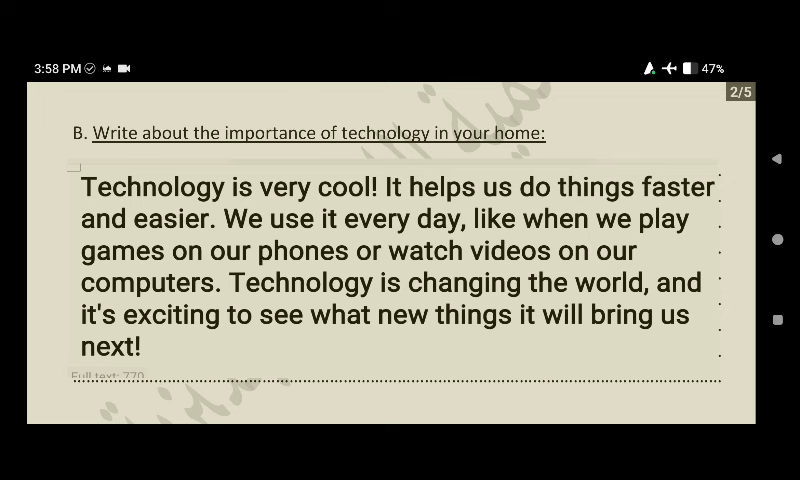 3:58 PM
47%
2/5
B. Write about the importance of technology in your home:
Technology is very cool! It helps us do things faster
and easier. We use it every day, like when we play
games on our phones or watch videos on our
computers. Technology is changing the world, and
it's exciting to see what new things it will bring us
next!
Full text: 770